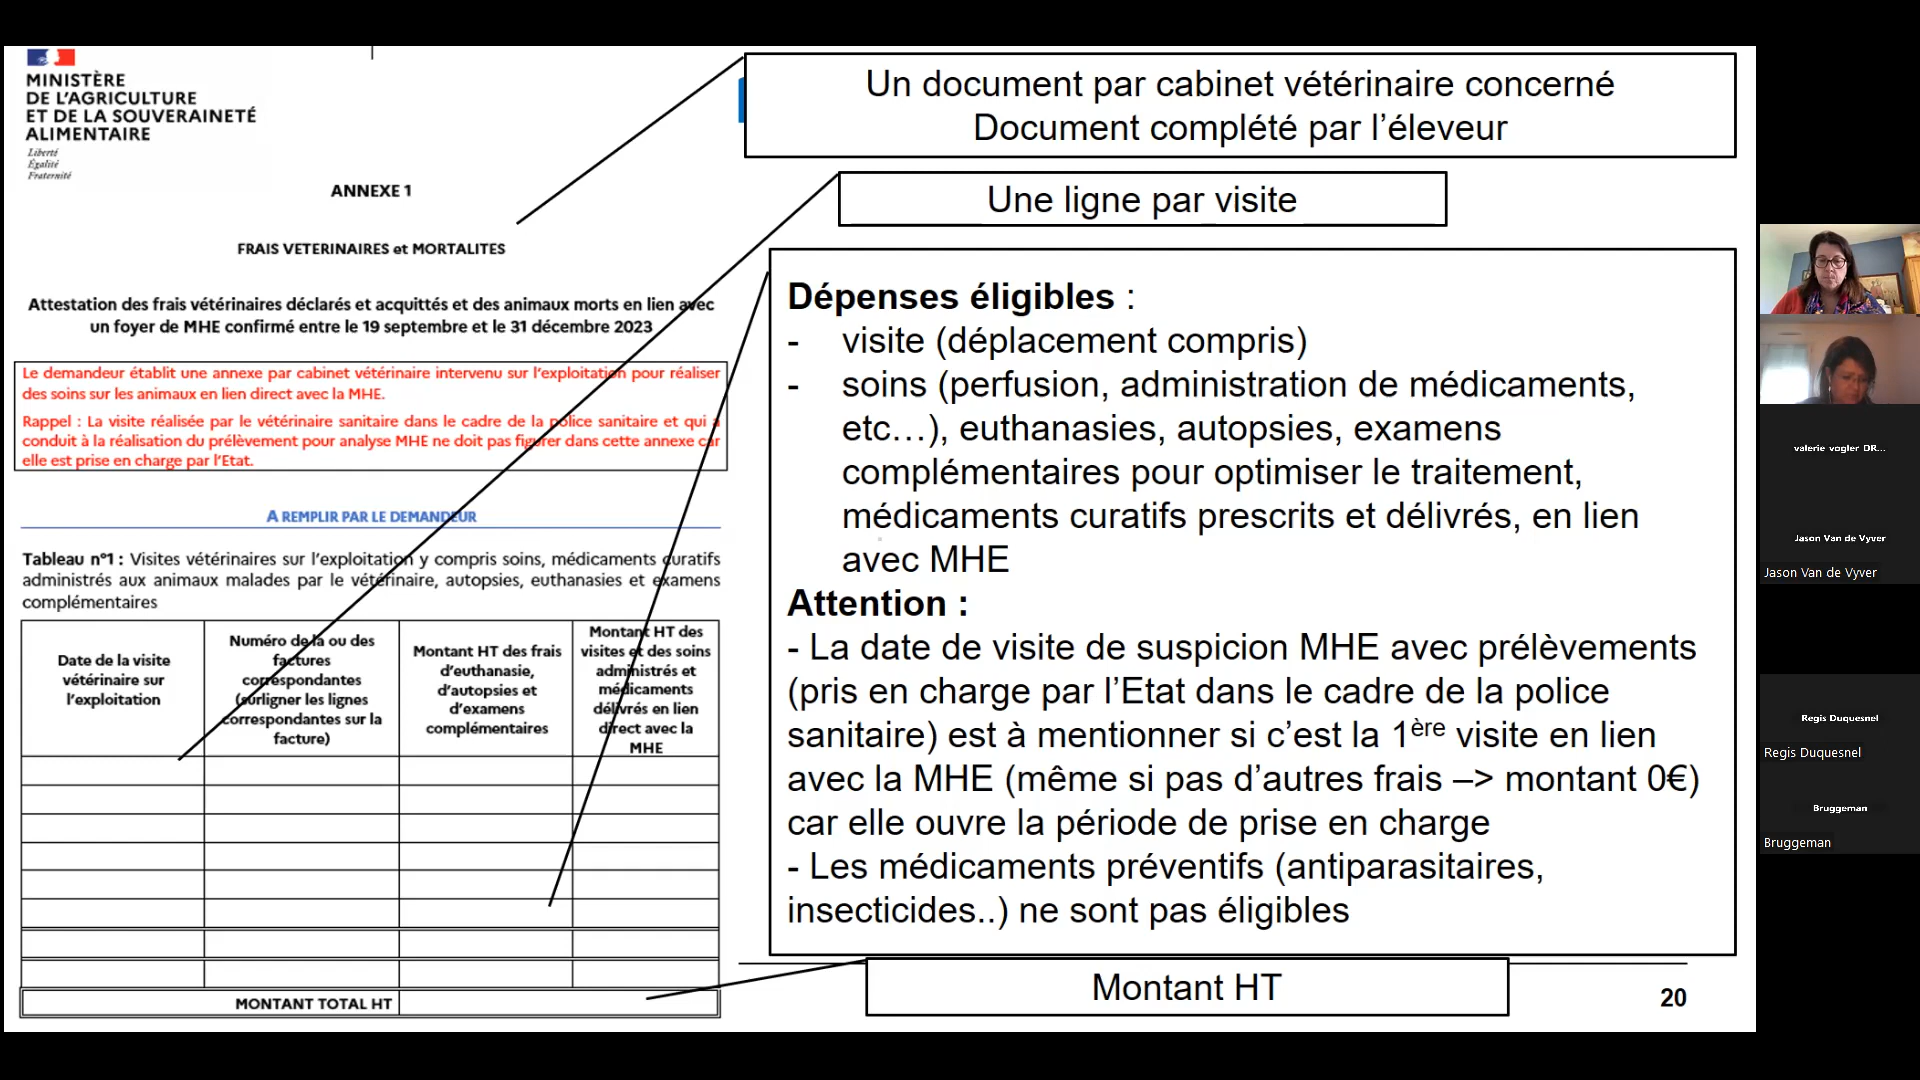 MINISTÈRE
DE L'AGRICULTURE
ET DE LA SOUVERAINETÉ
ALIMENTAIRE
Liberté
Égalité
Fraternité
ANNEXE 1
FRAIS VETERINAIRES et MORTALITES
Attestation des frais vétérinaires déclarés et acquittés et des animaux morts en lien avec
un foyer de MHE confirmé entre le 19 septembre et le 31 décembre 2023
Le demandeur établit une annexe par cabinet vétérinaire intervenu sur l'exploitation pour réaliser
des soins sur les animaux en lien direct avec la MHE.
Rappel : La visite réalisée par le vétérinaire sanitaire dans le cadre de la police sanitaire et qui a
conduit à la réalisation du prélèvement pour analyse MHE ne doit pas figurer dans cette annexe car
elle est prise en charge par l'Etat.
A REMPLIR PAR LE DEMANDEUR
Tableau n°1 : Visites vétérinaires sur l'exploitation y compris soins, médicaments curatifs
administrés aux animaux malades par le vétérinaire, autopsies, euthanasies et examens
complémentaires
Date de la visite
vétérinaire sur
l'exploitation
Numéro de la ou des
factures
correspondantes
(surligner les lignes
correspondantes sur la
facture)
Montant HT des frais
d'euthanasie,
d'autopsies et
d'examens
complémentaires
Montant HT des
visites et des soins
administrés et
médicaments
délivrés en lien
direct avec la
MHE
MONTANT TOTAL HT
Un document par cabinet vétérinaire concerné
Document complété par l'éleveur
Une ligne par visite
Dépenses éligibles :
- visite (déplacement compris)
- soins (perfusion, administration de médicaments,
etc…), euthanasies, autopsies, examens
complémentaires pour optimiser le traitement,
médicaments curatifs prescrits et délivrés, en lien
avec MHE
Attention :
- La date de visite de suspicion MHE avec prélèvements
(pris en charge par l'Etat dans le cadre de la police
sanitaire) est à mentionner si c'est la 1ère visite en lien
avec la MHE (même si pas d'autres frais –> montant 0€)
car elle ouvre la période de prise en charge
- Les médicaments préventifs (antiparasitaires,
insecticides..) ne sont pas éligibles
Montant HT
20
valerie vogler DR...
Jason Van de Vyver
Jason Van de Vyver
Regis Duquesnel
Regis Duquesnel
Bruggeman
Bruggeman